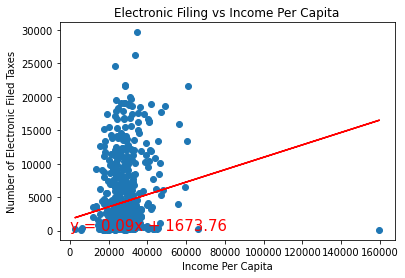 Electronic Filing vs Income Per Capita
Number of Electronic Filed Taxes
30000
25000
20000
15000
10000
5000
0
y = 0.09x + 1673.76
0 20000 40000 60000 80000 100000 120000 140000 160000
Income Per Capita